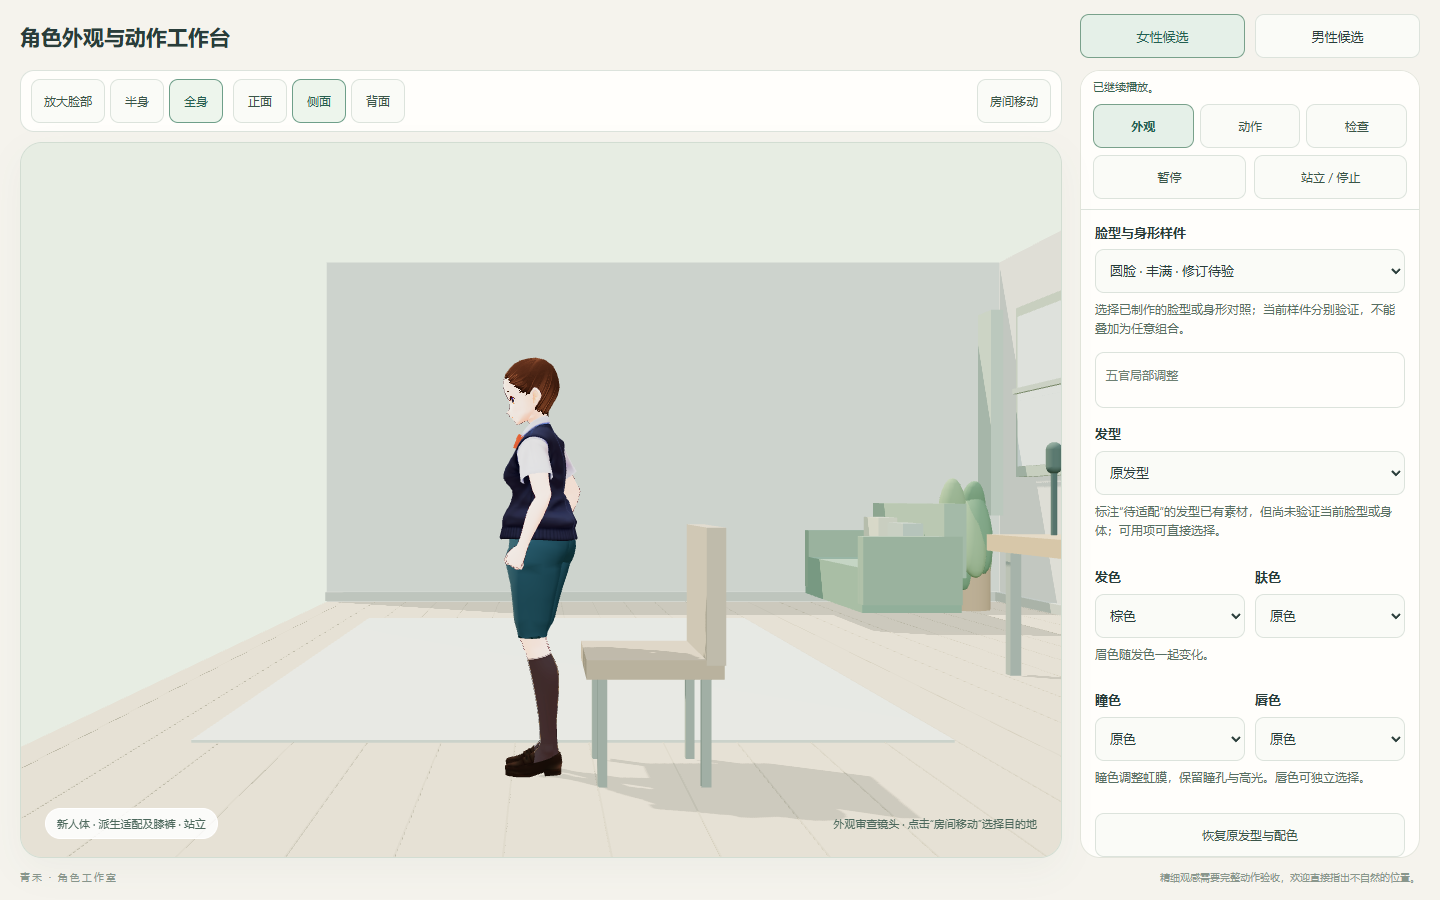 角色外观与动作工作台
女性候选
男性候选
放大脸部
半身
全身
正面
侧面
背面
房间移动
已继续播放。
外观
动作
检查
暂停
站立 / 停止
脸型与身形样件
圆脸 · 丰满 · 修订待验
选择已制作的脸型或身形对照；当前样件分别验证，不能
叠加为任意组合。
五官局部调整
发型
原发型
标注“待适配”的发型已有素材，但尚未验证当前脸型或身
体；可用项可直接选择。
发色
肤色
棕色
原色
眉色随发色一起变化。
瞳色
唇色
原色
原色
瞳色调整虹膜，保留瞳孔与高光。唇色可独立选择。
恢复原发型与配色
新人体 · 派生适配及膝裤 · 站立
外观审查镜头 · 点击“房间移动”选择目的地
青禾 · 角色工作室
精细观感需要完整动作验收，欢迎直接指出不自然的位置。